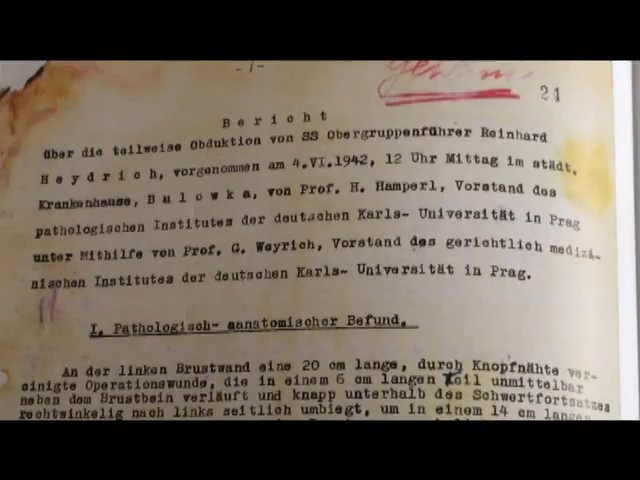 -1-
Geheim
21
Bericht
über die teilweise Obduktion von SS Obergruppenführer Reinhard
Heydrich, vorgenommen am 4.VI.1942, 12 Uhr Mittag im städt.
Krankenhause, Bulowka, von Prof. H. Hamperl, Vorstand des
pathologischen Institutes der deutschen Karls- Universität in Prag
unter Mithilfe von Prof. G. Weyrich, Vorstand des gerichtlich medizi-
nischen Institutes der deutschen Karls- Universität in Prag.
I. Pathologisch- aanatomischer Befund.
An der linken Brustwand eine 20 cm lange, durch Knopfnähte ver-
einigte Operationswunde, die in einem 6 cm langen Teil unmittelbar
neben dem Brustbein verläuft und knapp unterhalb des Schwertfortsatzes
rechtwinkelig nach links seitlich umbiegt, um in einem 14 cm langen